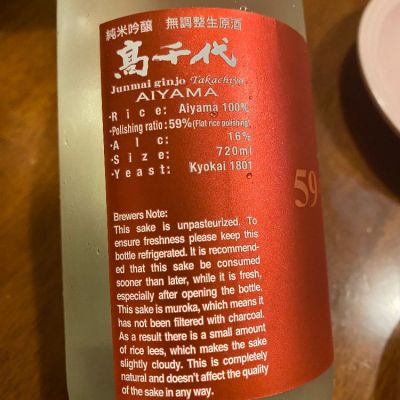 純米吟醸 無調整生原酒
髙千代
Junmai ginjo Takachiyo
AIYAMA
・Rice: Aiyama 100%
・Polishing ratio: 59% (Flat rice polishing)
・Alc: 16%
・Size: 720ml
・Yeast: Kyokai 1801
59
Brewers Note:
This sake is unpasteurized. To
ensure freshness please keep this
bottle refrigerated. It is recommend-
ed that this sake be consumed
sooner than later, while it is fresh,
especially after opening the bottle.
This sake is muroka, which means it
has not been filtered with charcoal.
As a result there is a small amount
of rice lees, which makes the sake
slightly cloudy. This is completely
natural and doesn't affect the quality
of the sake in any way.